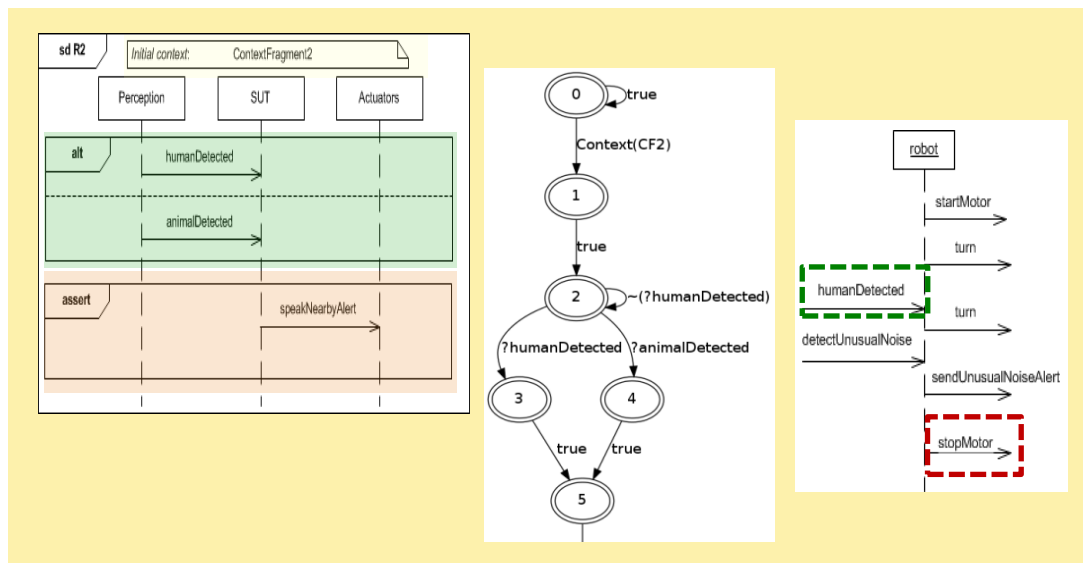 sd R2
Initial context: ContextFragment2
Perception SUT Actuators
alt
humanDetected
animalDetected
assert
speakNearbyAlert
0
true
Context(CF2)
1
true
2
~(?humanDetected)
?humanDetected ?animalDetected
3 4
true true
5
robot
startMotor
turn
humanDetected
turn
detectUnusualNoise
sendUnusualNoiseAlert
stopMotor